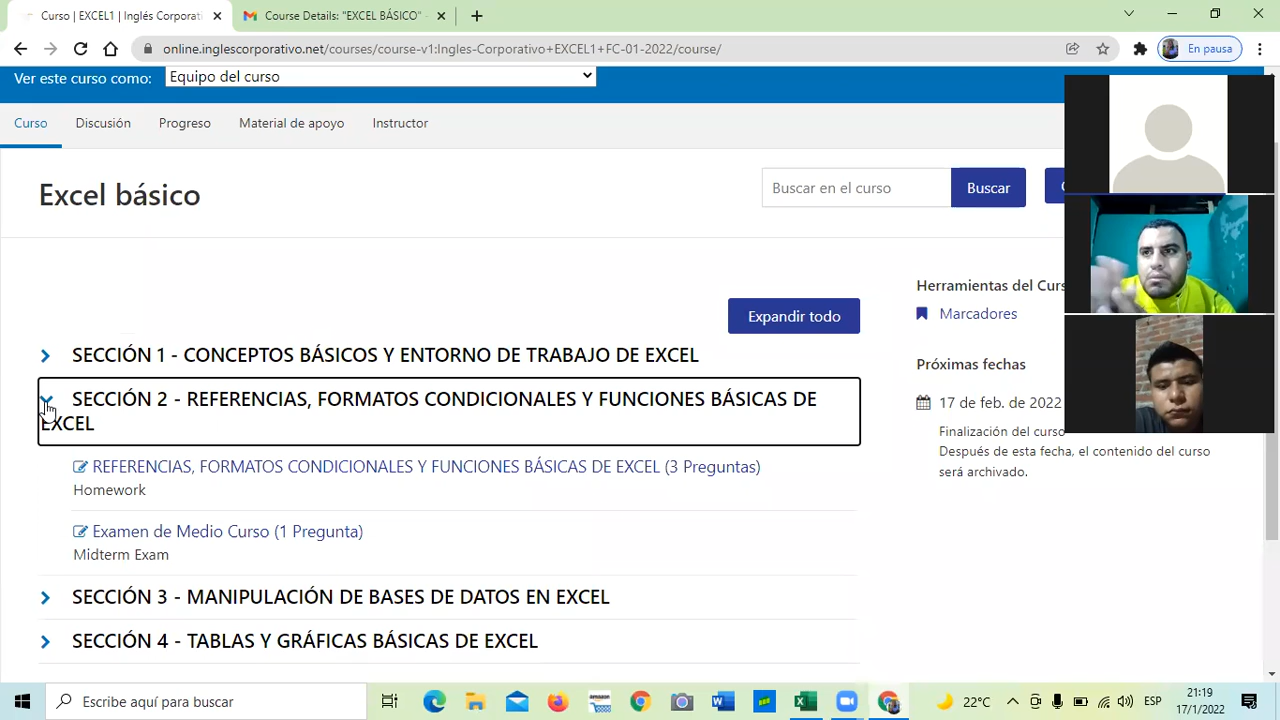 Curso | EXCEL1 | Inglés Corporati
Course Details: "EXCEL BÁSICO" -
online.inglescorporativo.net/courses/course-v1:Ingles-Corporativo+EXCEL1+FC-01-2022/course/
En pausa
Ver este curso como:
Equipo del curso
Curso
Discusión
Progreso
Material de apoyo
Instructor
Excel básico
Buscar en el curso
Buscar
Herramientas del Curs
Marcadores
Expandir todo
Próximas fechas
17 de feb. de 2022
Finalización del curso
Después de esta fecha, el contenido del curso
será archivado.
SECCIÓN 1 - CONCEPTOS BÁSICOS Y ENTORNO DE TRABAJO DE EXCEL
SECCIÓN 2 - REFERENCIAS, FORMATOS CONDICIONALES Y FUNCIONES BÁSICAS DE
EXCEL
REFERENCIAS, FORMATOS CONDICIONALES Y FUNCIONES BÁSICAS DE EXCEL (3 Preguntas)
Homework
Examen de Medio Curso (1 Pregunta)
Midterm Exam
SECCIÓN 3 - MANIPULACIÓN DE BASES DE DATOS EN EXCEL
SECCIÓN 4 - TABLAS Y GRÁFICAS BÁSICAS DE EXCEL
Escribe aquí para buscar
22°C
ESP
21:19
17/1/2022